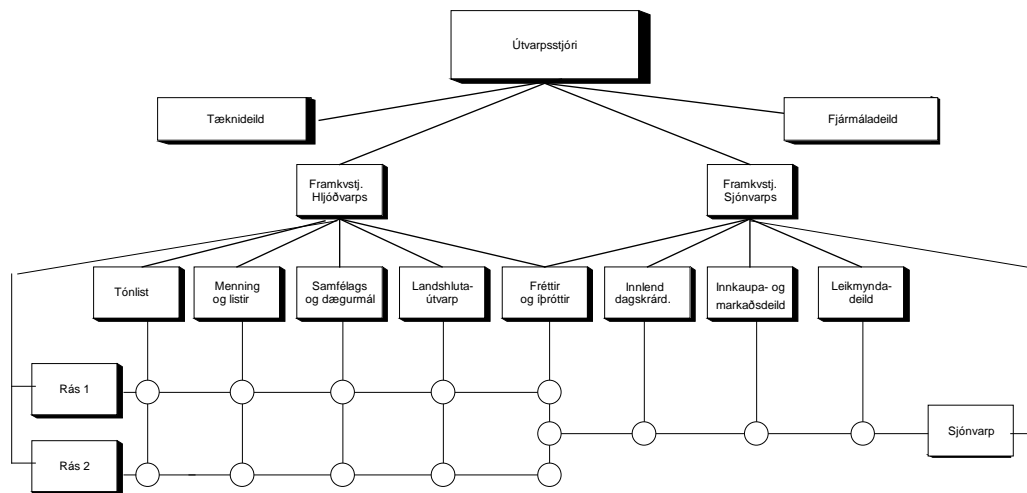 Útvarpsstjóri
Tæknideild
Fjármáladeild
Framkvstj.
Hljóðvarps
Framkvstj.
Sjónvarps
Tónlist
Menning
og listir
Samfélags
og dægurmál
Landshluta-
útvarp
Fréttir
og íþróttir
Innlend
dagskrárd.
Innkaupa- og
markaðsdeild
Leikmynda-
deild
Rás 1
Sjónvarp
Rás 2